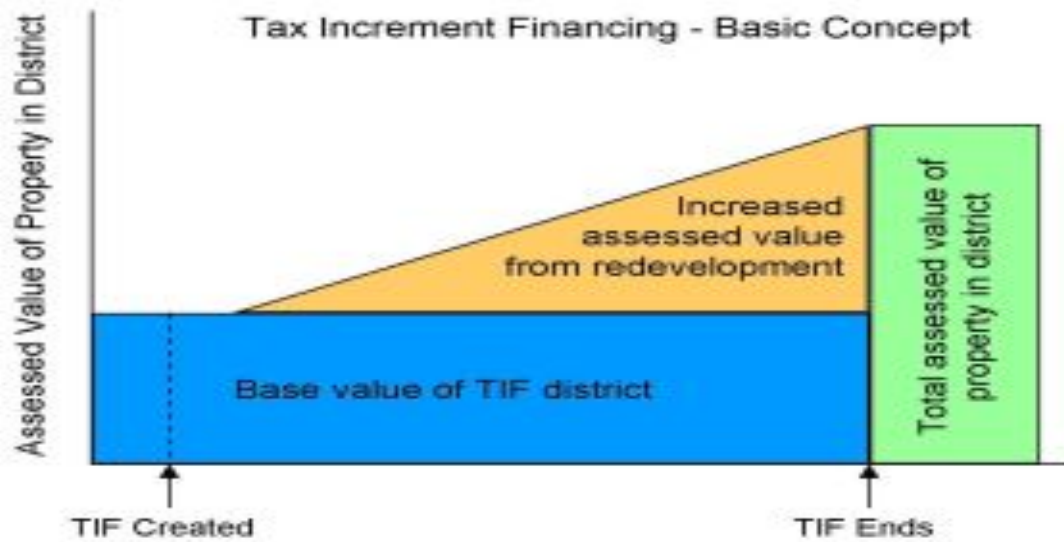 Tax Increment Financing - Basic Concept
Assessed Value of Property in District
Increased
assessed value
from redevelopment
Base value of TIF district
Total assessed value of
property in district
TIF Created
TIF Ends